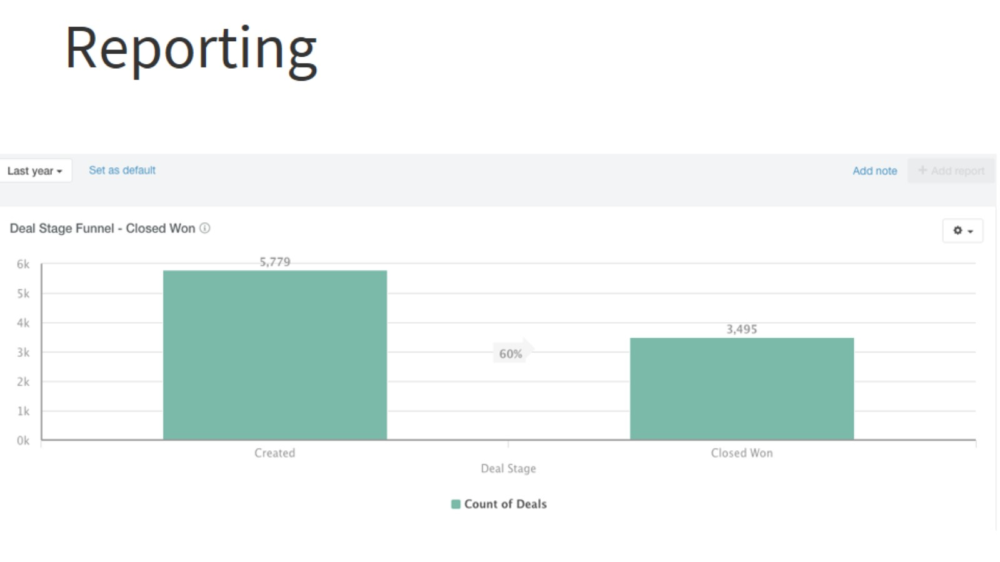 Reporting
Last year
Set as default
Add note
+ Add report
Deal Stage Funnel - Closed Won
6k
5k
4k
3k
2k
1k
0k
5,779
60%
3,495
Created
Closed Won
Deal Stage
Count of Deals